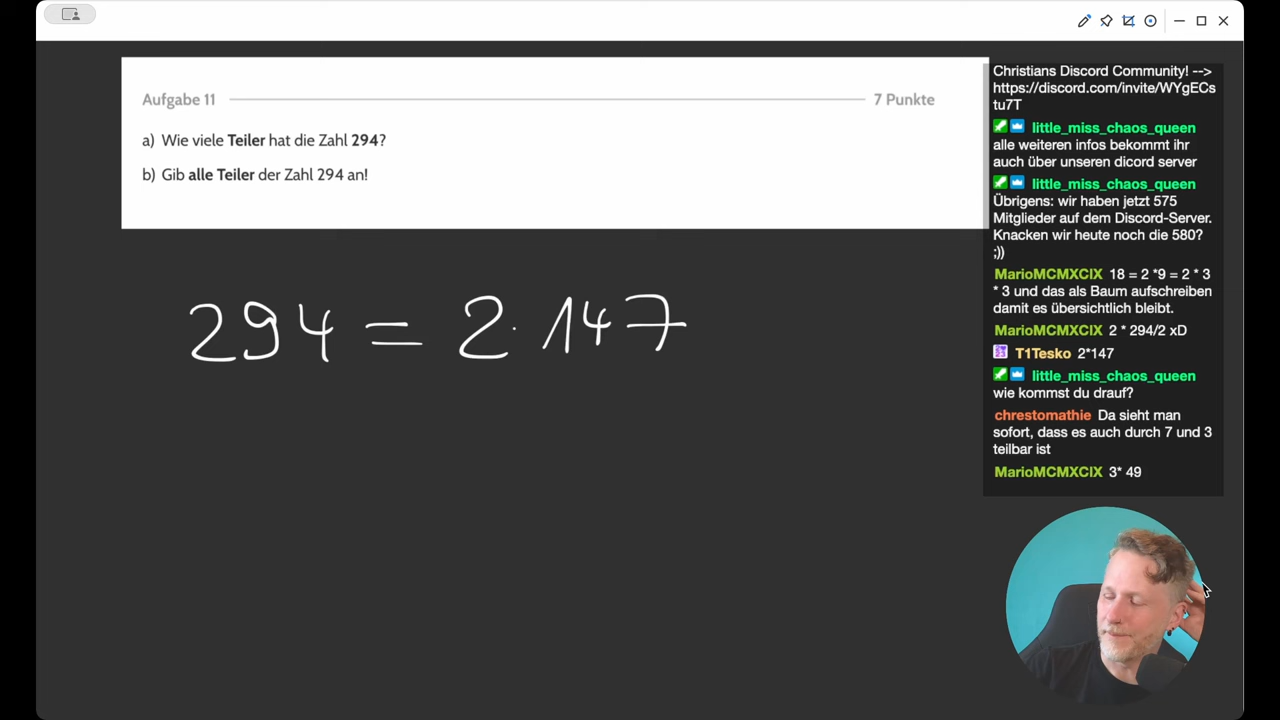 Aufgabe 11 7 Punkte
a) Wie viele Teiler hat die Zahl 294?
b) Gib alle Teiler der Zahl 294 an!
294 = 2 · 147
Christians Discord Community! -->
https://discord.com/invite/WYgECs
tu7T
little_miss_chaos_queen
alle weiteren infos bekommt ihr
auch über unseren dicord server
little_miss_chaos_queen
Übrigens: wir haben jetzt 575
Mitglieder auf dem Discord-Server.
Knacken wir heute noch die 580?
;))
MarioMCMXCIX 18 = 2 *9 = 2 * 3
* 3 und das als Baum aufschreiben
damit es übersichtlich bleibt.
MarioMCMXCIX 2 * 294/2 xD
T1Tesko 2*147
little_miss_chaos_queen
wie kommst du drauf?
chrestomathie Da sieht man
sofort, dass es auch durch 7 und 3
teilbar ist
MarioMCMXCIX 3* 49